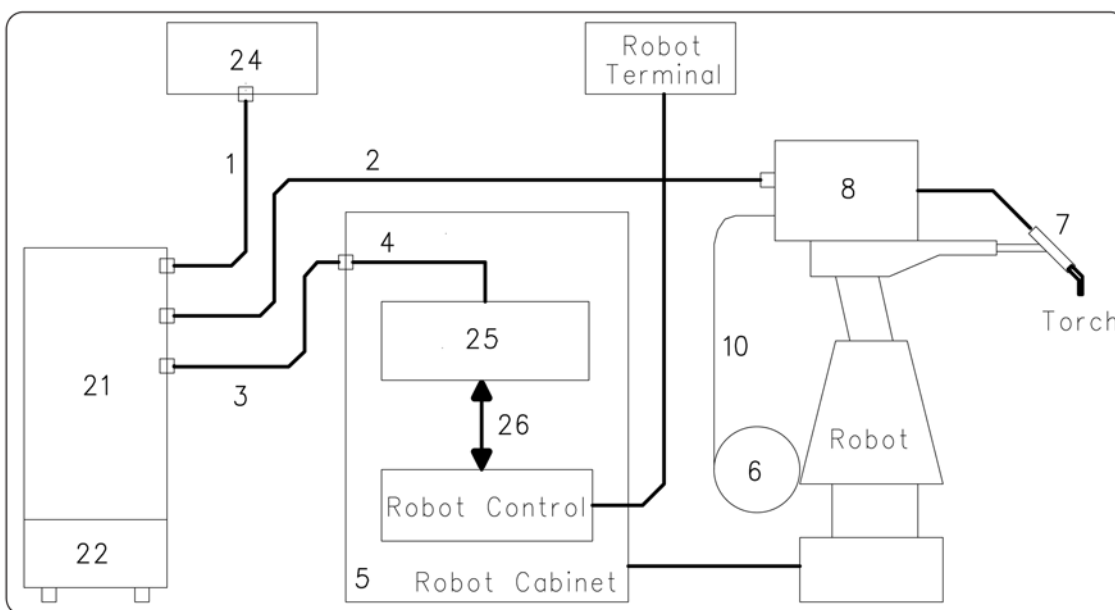 24
Robot
Terminal
1
2
8
7
4
Torch
25
10
21
3
26
Robot
6
Robot Control
22
5
Robot Cabinet